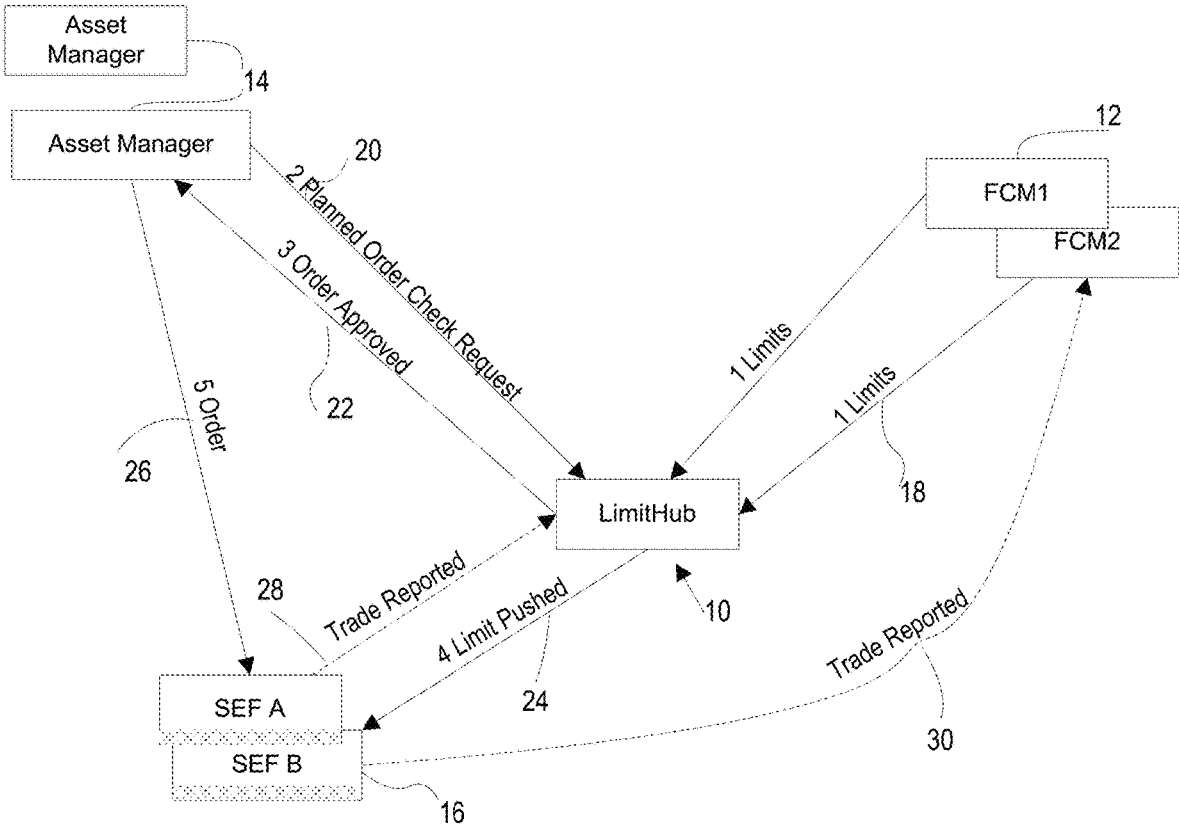 Asset
Manager
14
Asset Manager
12
20
FCM1
FCM2
2 Planned Order Check Request
3 Order Approved
22
1 Limits
1 Limits
18
5 Order
26
LimitHub
10
28
Trade Reported
4 Limit Pushed
24
Trade Reported
30
SEF A
SEF B
16